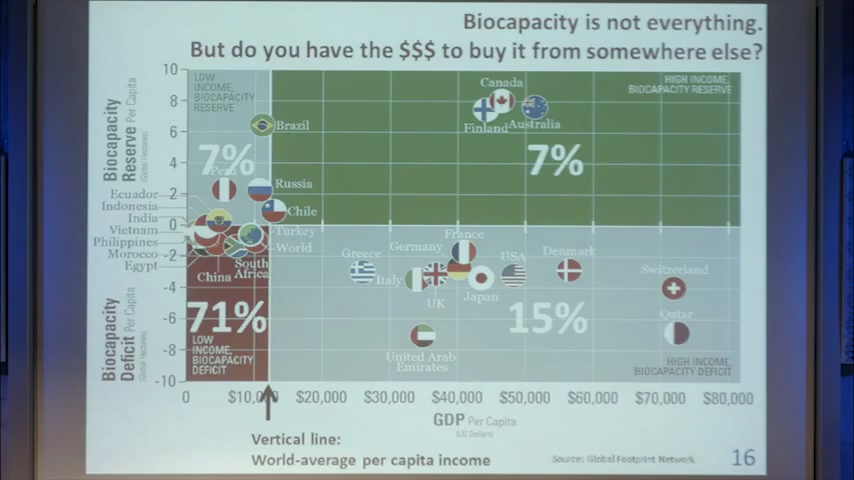 Biocapacity is not everything.
But do you have the $$$ to buy it from somewhere else?
Biocapacity
Reserve Per Capita
(Global Hectares)
Biocapacity
Deficit Per Capita
(Global Hectares)
10
8
6
4
2
0
-2
-4
-6
-8
-10
LOW
INCOME,
BIOCAPACITY
RESERVE
HIGH INCOME,
BIOCAPACITY RESERVE
Canada
Finland
Australia
Brazil
7%
7%
Peru
Russia
Chile
Ecuador
Indonesia
India
Vietnam
Philippines
Morocco
Egypt
China
South
Africa
Turkey
World
Greece
Italy
Germany
UK
France
Japan
USA
Denmark
Switzerland
Qatar
United Arab
Emirates
71%
15%
LOW
INCOME,
BIOCAPACITY
DEFICIT
HIGH INCOME,
BIOCAPACITY DEFICIT
0
$20,000
$30,000
$40,000
$50,000
$60,000
$70,000
$80,000
GDP Per Capita
(US Dollars)
Vertical line:
World-average per capita income
Source: Global Footprint Network
16